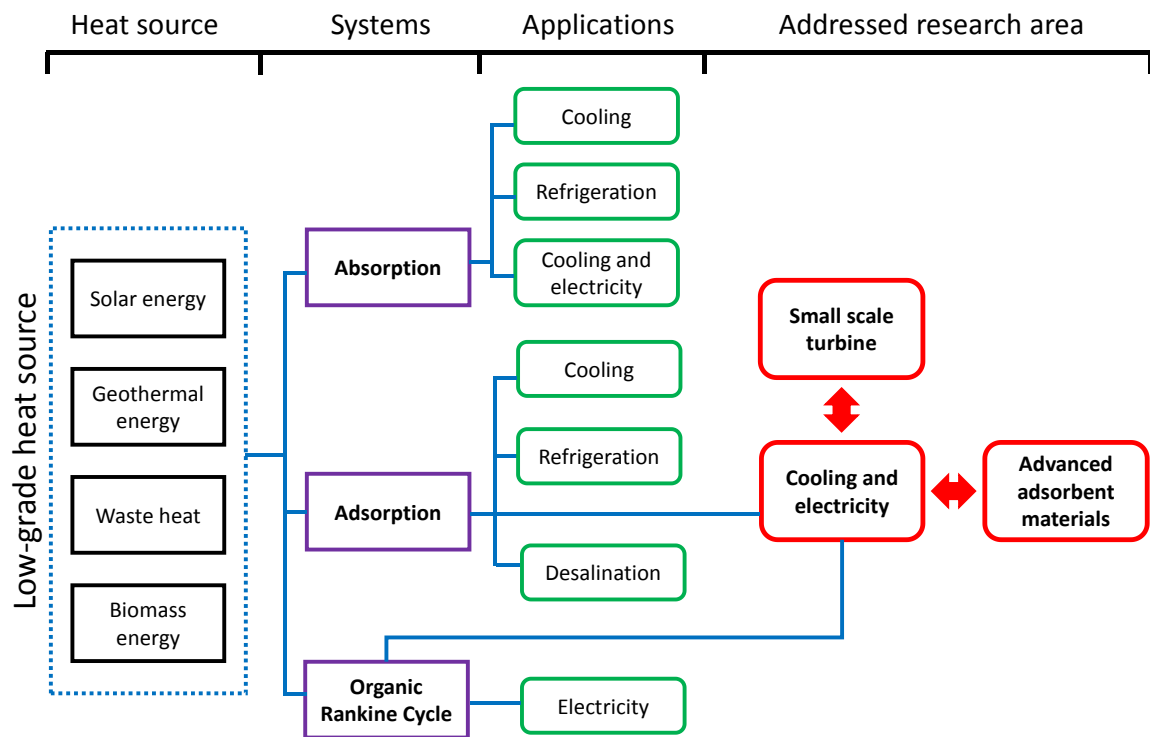 Heat source
Systems
Applications
Addressed research area
Low-grade heat source
Solar energy
Geothermal
energy
Waste heat
Biomass
energy
Absorption
Adsorption
Organic
Rankine Cycle
Cooling
Refrigeration
Cooling and
electricity
Cooling
Refrigeration
Desalination
Electricity
Small scale
turbine
Cooling and
electricity
Advanced
adsorbent
materials